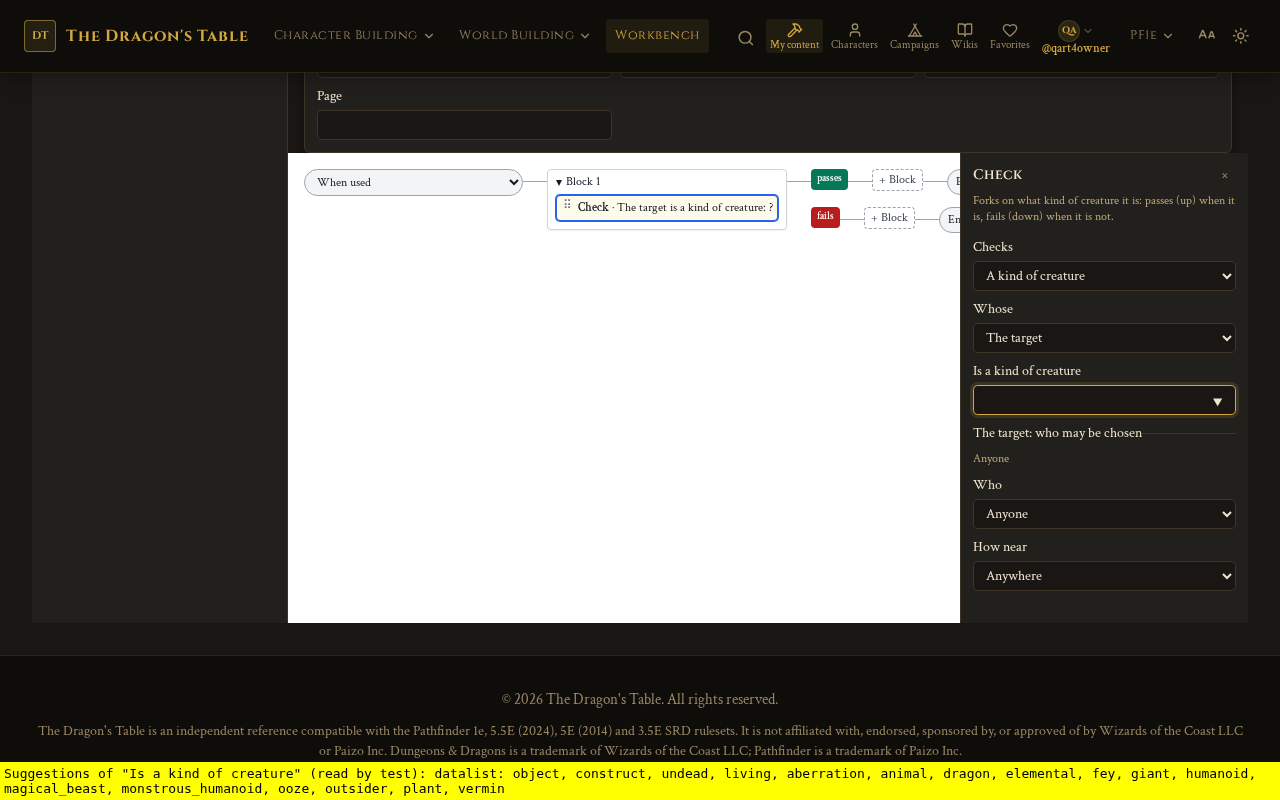 DT The Dragon's Table Character Building World Building Workbench My content Characters Campaigns Wikis Favorites QA @qart4owner PF1e AA
Page
When used
▼ Block 1
Check · The target is a kind of creature: ?
passes
+ Block
fails
+ Block
En
Check ×
Forks on what kind of creature it is: passes (up) when it
is, fails (down) when it is not.
Checks
A kind of creature
Whose
The target
Is a kind of creature
The target: who may be chosen
Anyone
Who
Anyone
How near
Anywhere
© 2026 The Dragon's Table. All rights reserved.
The Dragon's Table is an independent reference compatible with the Pathfinder 1e, 5.5E (2024), 5E (2014) and 3.5E SRD rulesets. It is not affiliated with, endorsed, sponsored by, or approved of by Wizards of the Coast LLC
or Paizo Inc. Dungeons & Dragons is a trademark of Wizards of the Coast LLC; Pathfinder is a trademark of Paizo Inc.
Suggestions of "Is a kind of creature" (read by test): datalist: object, construct, undead, living, aberration, animal, dragon, elemental, fey, giant, humanoid,
magical_beast, monstrous_humanoid, ooze, outsider, plant, vermin